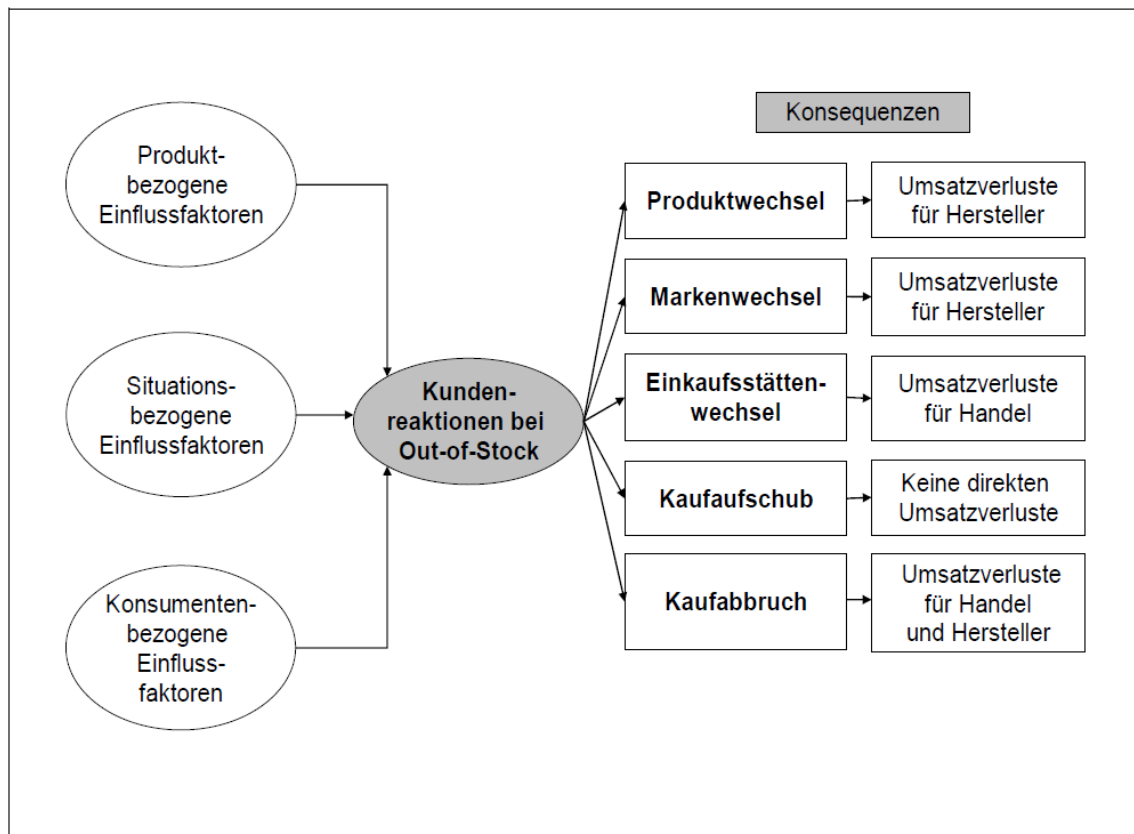 Produkt-
bezogene
Einflussfaktoren
Situations-
bezogene
Einflussfaktoren
Konsumenten-
bezogene
Einfluss-
faktoren
Kunden-
reaktionen bei
Out-of-Stock
Konsequenzen
Produktwechsel
Umsatzverluste
für Hersteller
Markenwechsel
Umsatzverluste
für Hersteller
Einkaufsstätten-
wechsel
Umsatzverluste
für Handel
Kaufaufschub
Keine direkten
Umsatzverluste
Kaufabbruch
Umsatzverluste
für Handel
und Hersteller